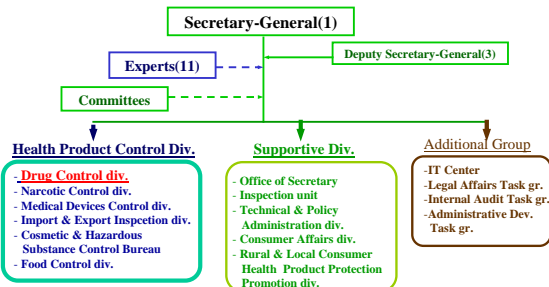 Secretary-General(1)
Deputy Secretary-General(3)
Experts(11)
Committees
Health Product Control Div.
- Drug Control div.
- Narcotic Control div.
- Medical Devices Control div.
- Import & Export Inspcetion div.
- Cosmetic & Hazardous
Substance Control Bureau
- Food Control div.
Supportive Div.
- Office of Secretary
- Inspection unit
- Technical & Policy
Administration div.
- Consumer Affairs div.
- Rural & Local Consumer
Health Product Protection
Promotion div.
Additional Group
-IT Center
-Legal Affairs Task gr.
-Internal Audit Task gr.
-Administrative Dev.
Task gr.